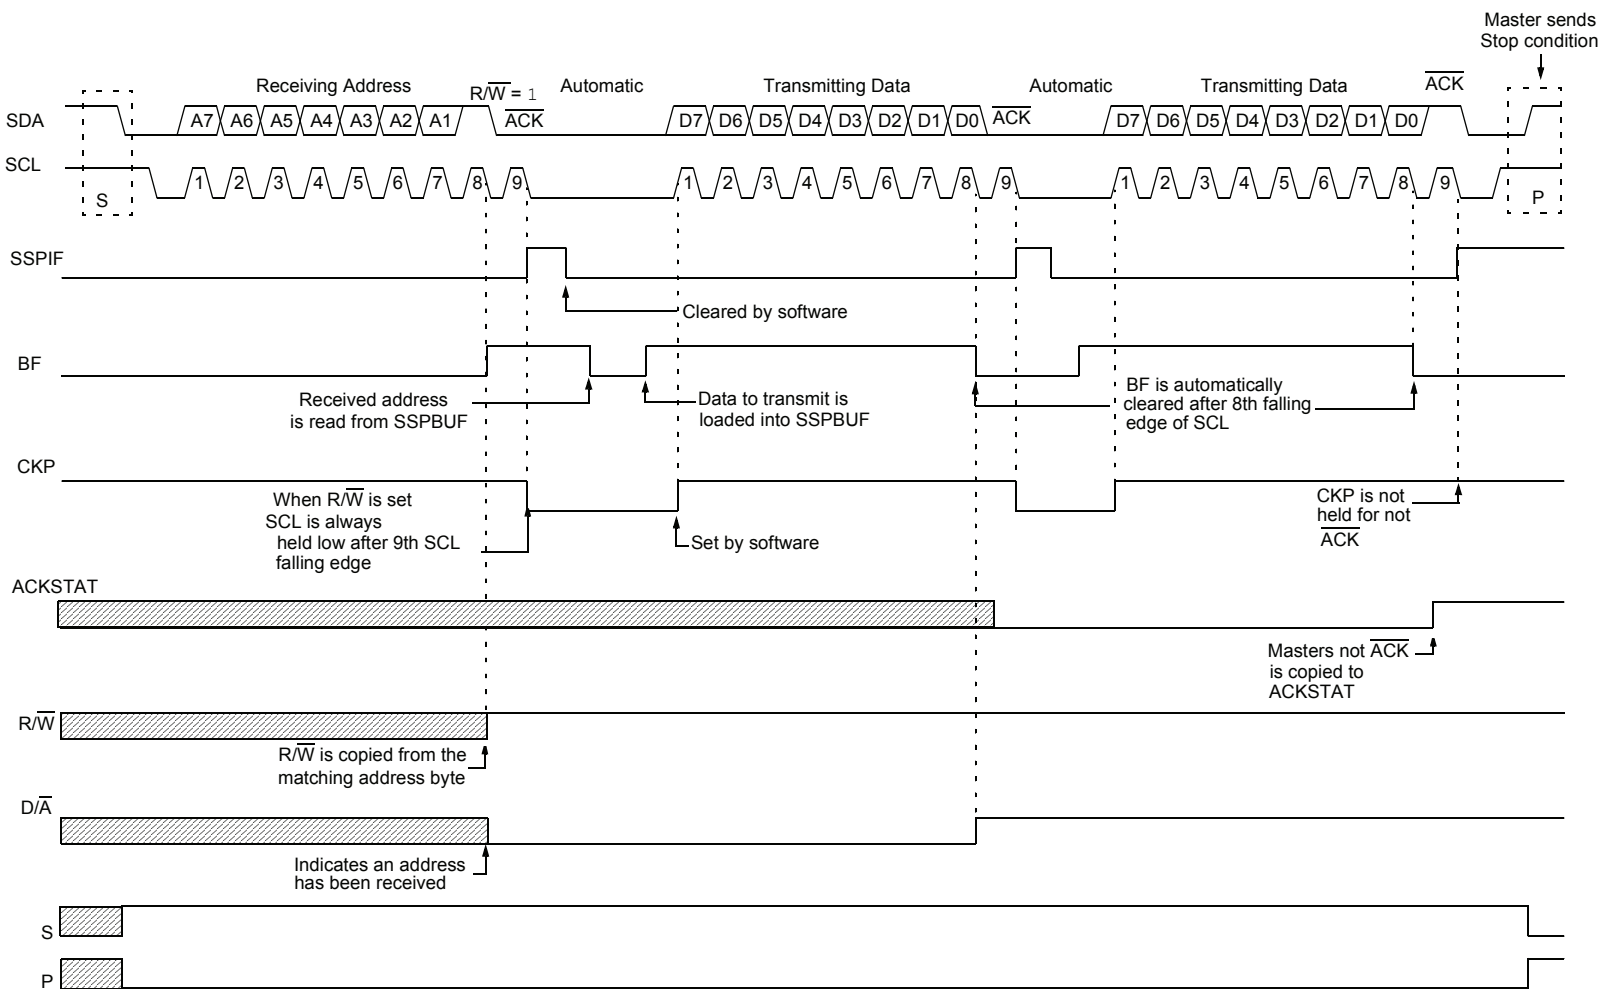 Master sends
Stop condition
Receiving Address
R/W̅ = 1
Automatic
Transmitting Data
Automatic
Transmitting Data
A̅C̅K̅
SDA
A7 A6 A5 A4 A3 A2 A1
A̅C̅K̅
D7 D6 D5 D4 D3 D2 D1 D0
A̅C̅K̅
D7 D6 D5 D4 D3 D2 D1 D0
SCL
1 2 3 4 5 6 7 8 9
1 2 3 4 5 6 7 8 9
1 2 3 4 5 6 7 8 9
S
P
SSPIF
Cleared by software
BF
Received address
is read from SSPBUF
Data to transmit is
loaded into SSPBUF
BF is automatically
cleared after 8th falling
edge of SCL
CKP
When R/W̅ is set
SCL is always
held low after 9th SCL
falling edge
Set by software
CKP is not
held for not
A̅C̅K̅
ACKSTAT
Masters not A̅C̅K̅
is copied to
ACKSTAT
R/W̅
R/W̅ is copied from the
matching address byte
D/A̅
Indicates an address
has been received
S
P